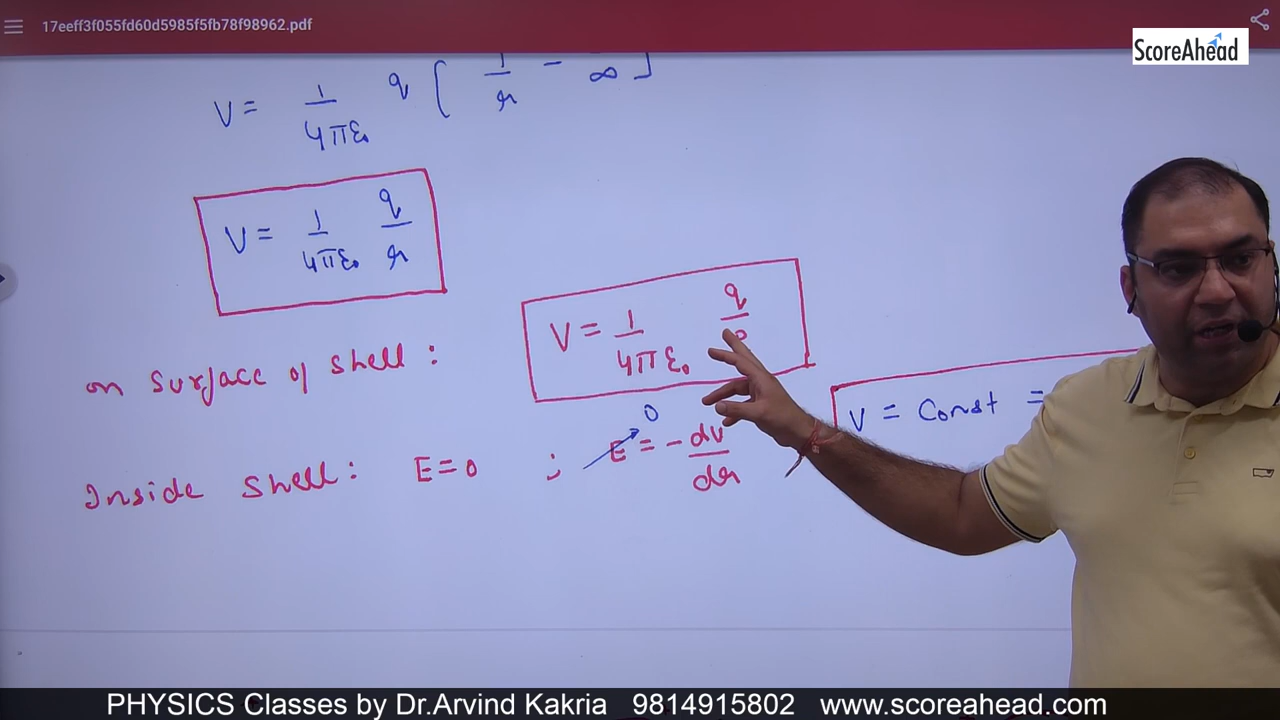 17eeff3f055fd60d5985f5fb78f98962.pdf
ScoreAhead
V = 1/4πε₀ q [ 1/r - ∞ ]
V = 1/4πε₀ q/r
on surface of shell : V = 1/4πε₀ q/
Inside shell : E=0 ; E = -dv/dr 0
V = Const =
PHYSICS Classes by Dr.Arvind Kakria 9814915802 www.scoreahead.com